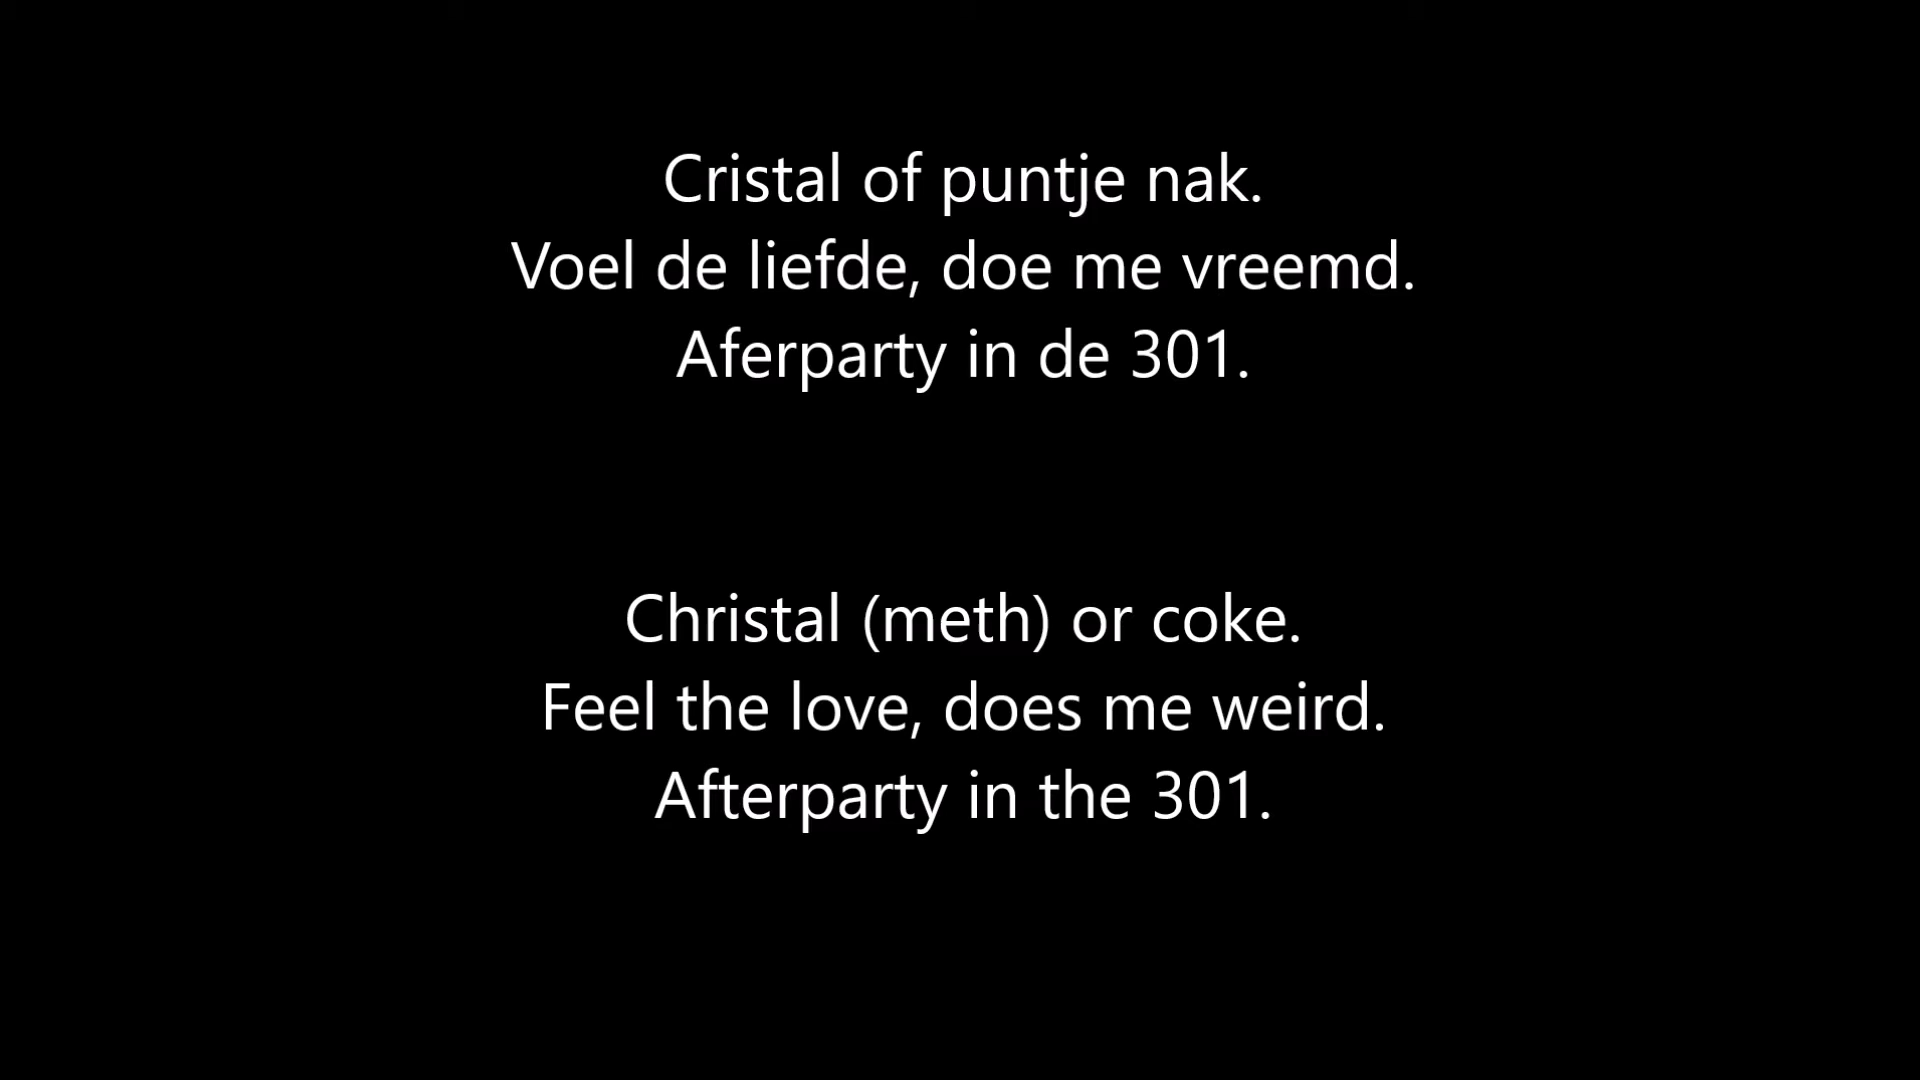 Cristal of puntje nak.
Voel de liefde, doe me vreemd.
Aferparty in de 301.
Christal (meth) or coke.
Feel the love, does me weird.
Afterparty in the 301.